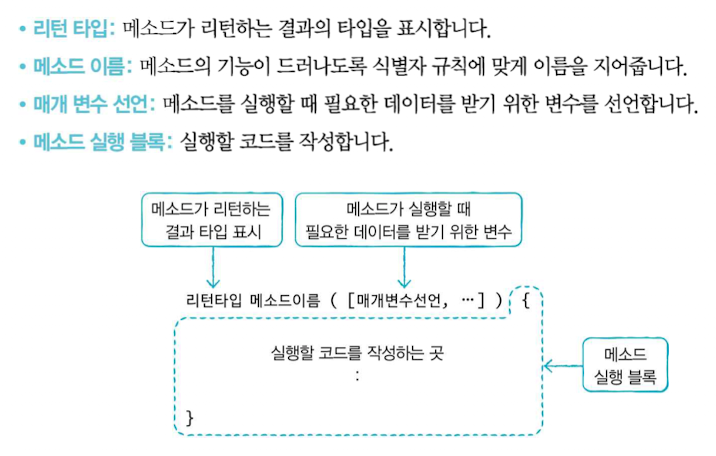 • 리턴 타입: 메소드가 리턴하는 결과의 타입을 표시합니다.
• 메소드 이름: 메소드의 기능이 드러나도록 식별자 규칙에 맞게 이름을 지어줍니다.
• 매개 변수 선언: 메소드를 실행할 때 필요한 데이터를 받기 위한 변수를 선언합니다.
• 메소드 실행 블록: 실행할 코드를 작성합니다.
메소드가 리턴하는
결과 타입 표시
메소드가 실행할 때
필요한 데이터를 받기 위한 변수
리턴타입 메소드이름 ( [매개변수선언, …] ) {
실행할 코드를 작성하는 곳
:
}
메소드
실행 블록